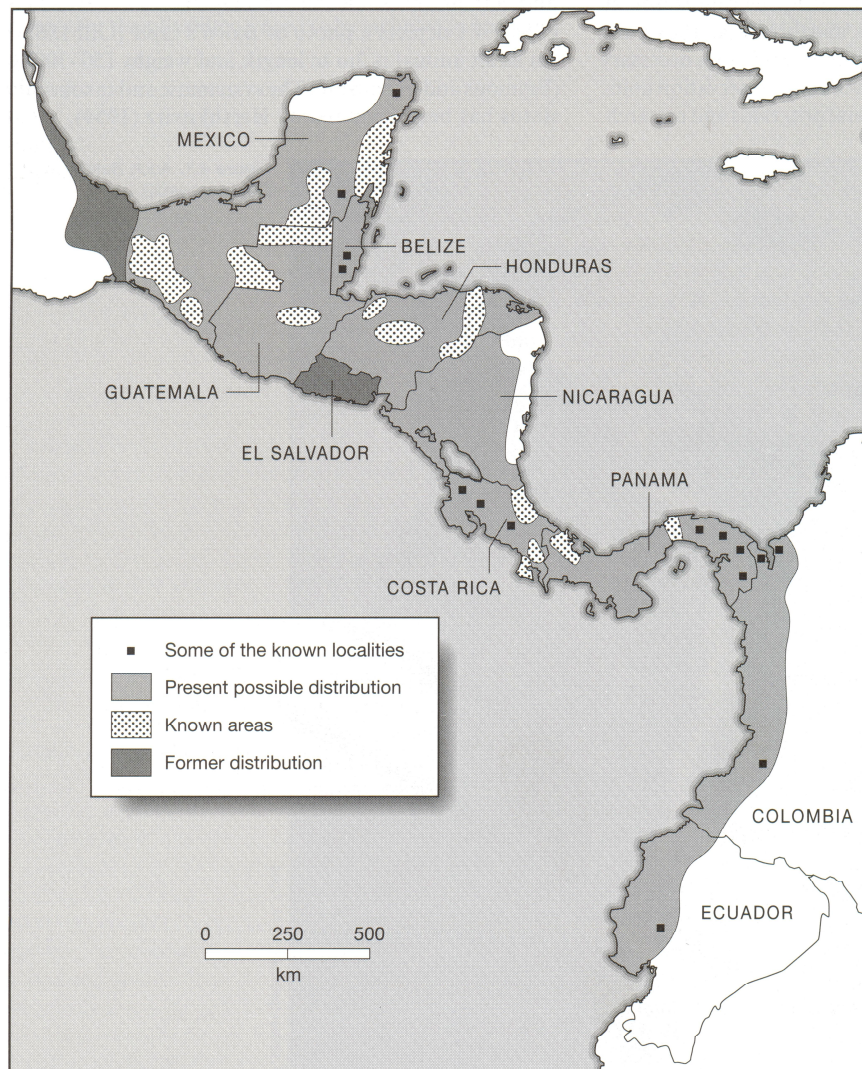 MEXICO
BELIZE
HONDURAS
GUATEMALA
NICARAGUA
EL SALVADOR
PANAMA
COSTA RICA
Some of the known localities
Present possible distribution
Known areas
Former distribution
COLOMBIA
ECUADOR
0 250 500
km